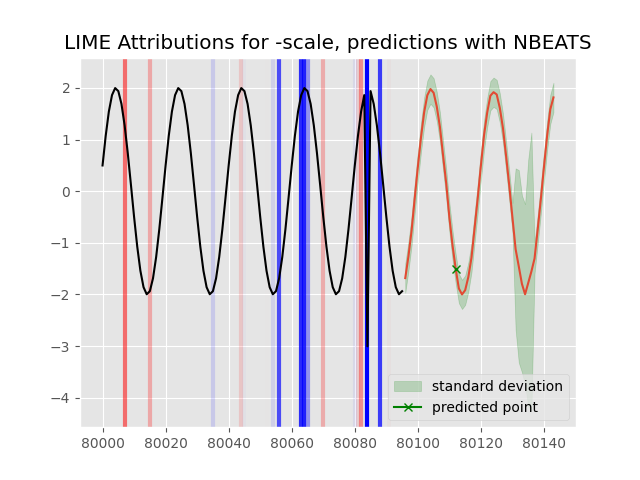 LIME Attributions for -scale, predictions with NBEATS
2
1
0
−1
−2
−3
−4
standard deviation
predicted point
80000 80020 80040 80060 80080 80100 80120 80140